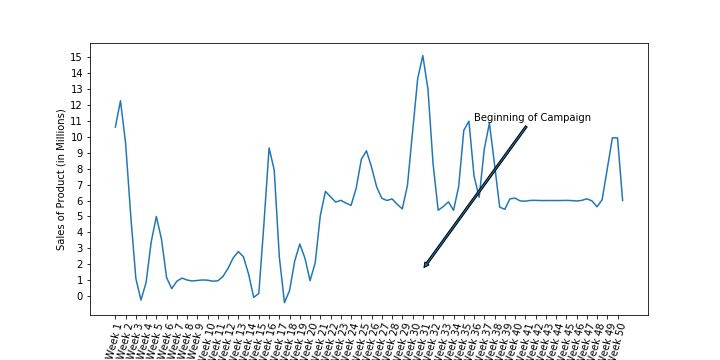 Sales of Product (in Millions)
15
14
13
12
11
10
9
8
7
6
5
4
3
2
1
0
Beginning of Campaign
Week 1
Week 2
Week 3
Week 4
Week 5
Week 6
Week 7
Week 8
Week 9
Week 10
Week 11
Week 12
Week 13
Week 14
Week 15
Week 16
Week 17
Week 18
Week 19
Week 20
Week 21
Week 22
Week 23
Week 24
Week 25
Week 26
Week 27
Week 28
Week 29
Week 30
Week 31
Week 32
Week 33
Week 34
Week 35
Week 36
Week 37
Week 38
Week 39
Week 40
Week 41
Week 42
Week 43
Week 44
Week 45
Week 46
Week 47
Week 48
Week 49
Week 50